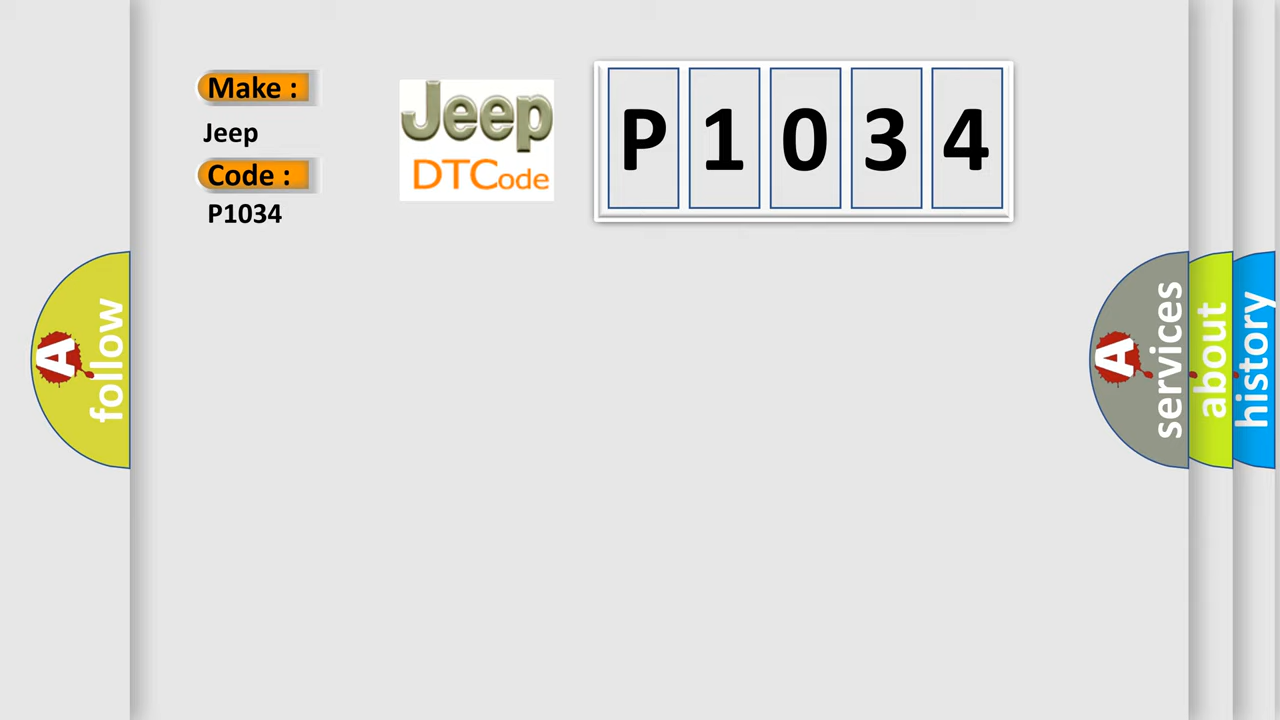 Make :
Jeep
Code :
P1034
Jeep
DTCode
P 1 0 3 4
A follow
A services
about
history